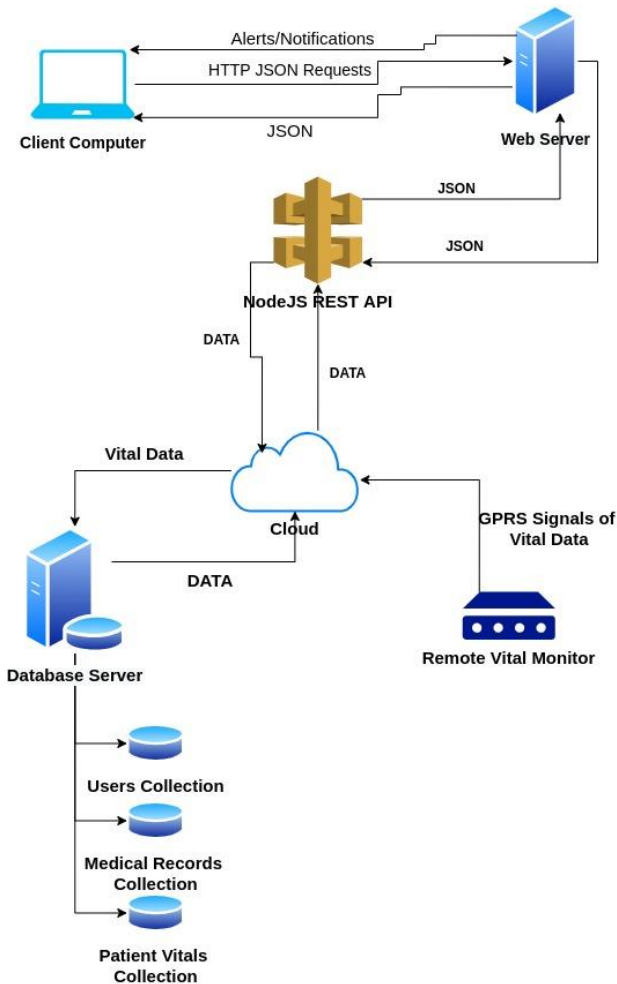 Alerts/Notifications
HTTP JSON Requests
JSON
Client Computer
Web Server
JSON
JSON
NodeJS REST API
DATA
DATA
Vital Data
Cloud
GPRS Signals of
Vital Data
DATA
Remote Vital Monitor
Database Server
Users Collection
Medical Records
Collection
Patient Vitals
Collection